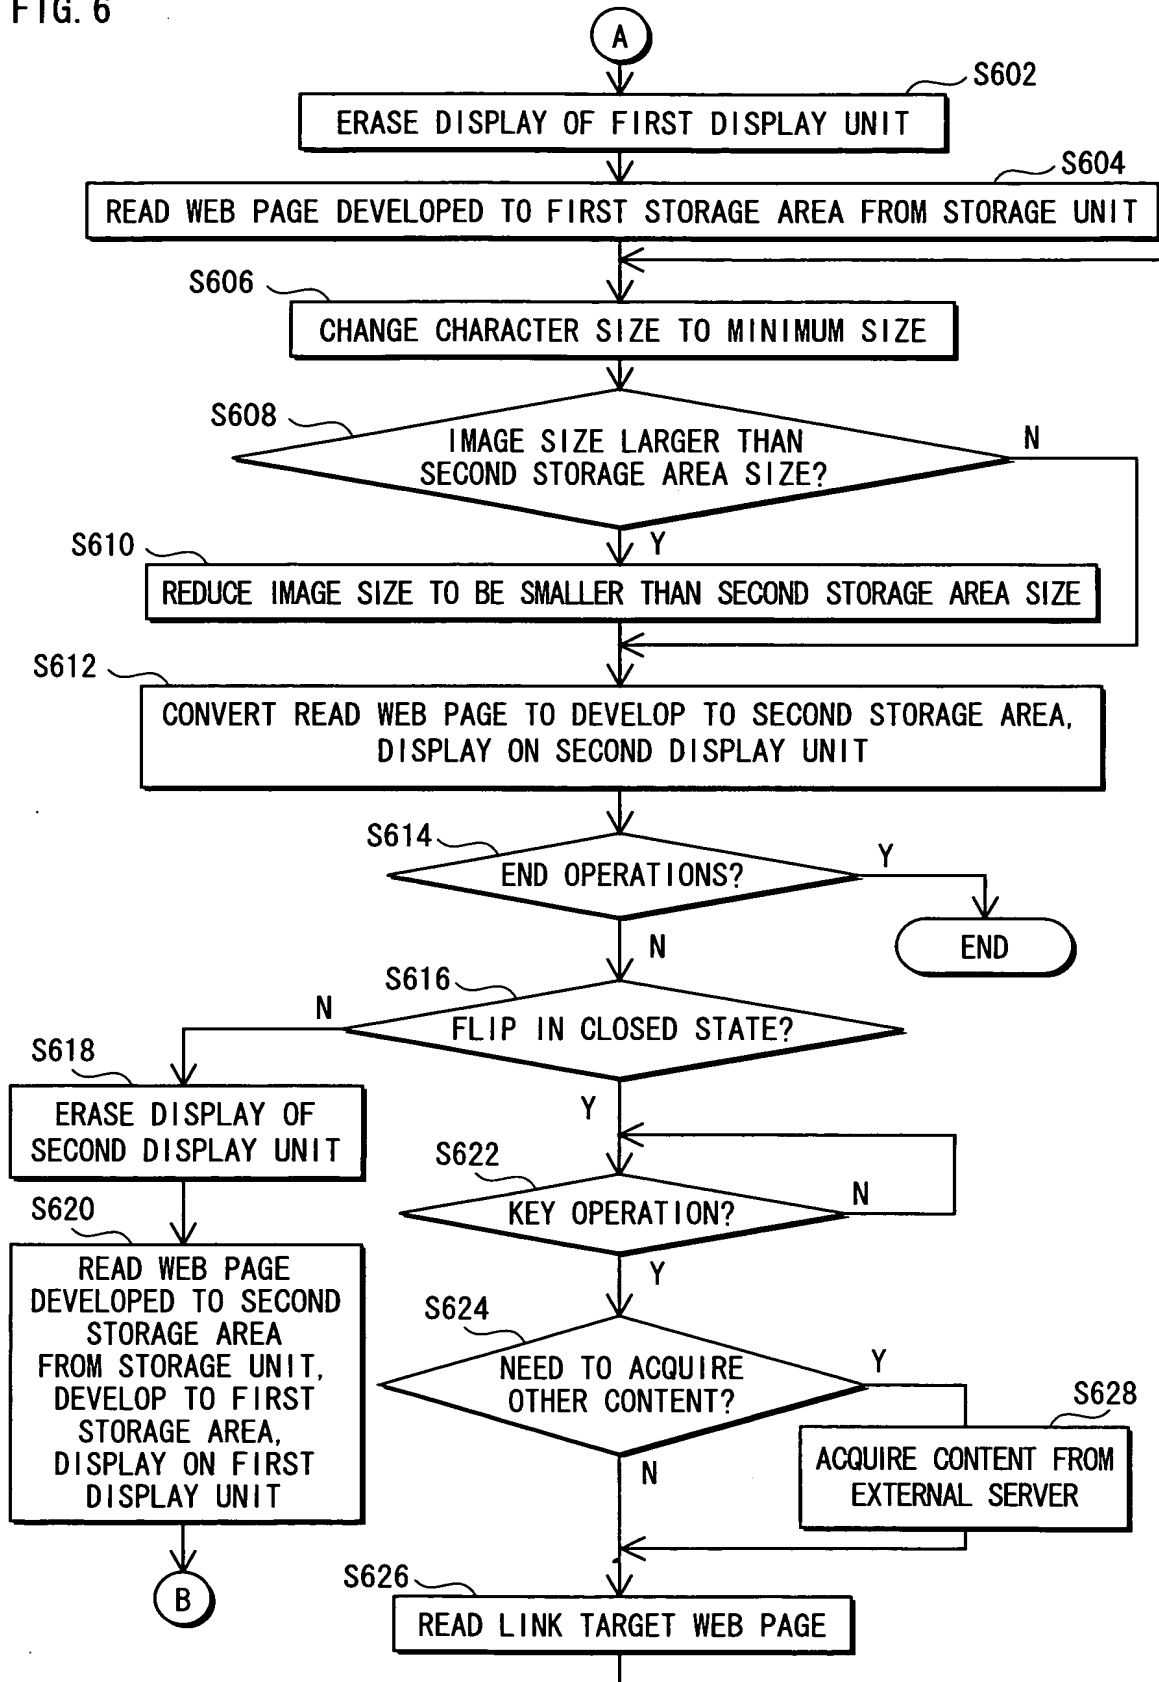 FIG. 6
A
S602
ERASE DISPLAY OF FIRST DISPLAY UNIT
S604
READ WEB PAGE DEVELOPED TO FIRST STORAGE AREA FROM STORAGE UNIT
S606
CHANGE CHARACTER SIZE TO MINIMUM SIZE
S608
IMAGE SIZE LARGER THAN
SECOND STORAGE AREA SIZE?
N
Y
S610
REDUCE IMAGE SIZE TO BE SMALLER THAN SECOND STORAGE AREA SIZE
S612
CONVERT READ WEB PAGE TO DEVELOP TO SECOND STORAGE AREA,
DISPLAY ON SECOND DISPLAY UNIT
S614
END OPERATIONS?
Y
END
N
S616
FLIP IN CLOSED STATE?
N
Y
S618
ERASE DISPLAY OF
SECOND DISPLAY UNIT
S620
READ WEB PAGE
DEVELOPED TO SECOND
STORAGE AREA
FROM STORAGE UNIT,
DEVELOP TO FIRST
STORAGE AREA,
DISPLAY ON FIRST
DISPLAY UNIT
B
S622
KEY OPERATION?
N
Y
S624
NEED TO ACQUIRE
OTHER CONTENT?
Y
N
S628
ACQUIRE CONTENT FROM
EXTERNAL SERVER
S626
READ LINK TARGET WEB PAGE